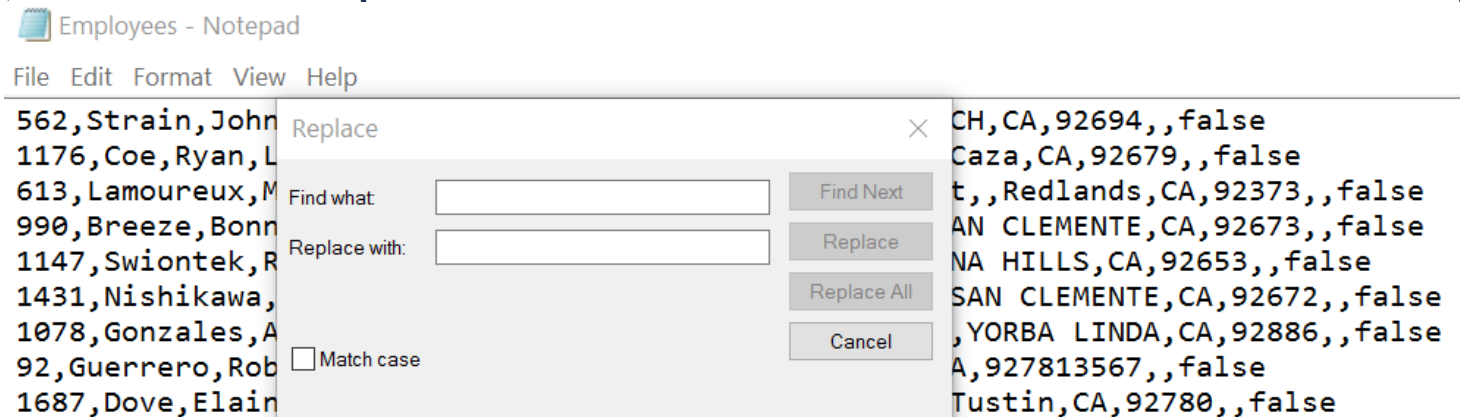 Employees - Notepad
File Edit Format View Help
562,Strain,John
1176,Coe,Ryan,L
613,Lamoureux,M
990,Breeze,Bonn
1147,Swiontek,R
1431,Nishikawa,
1078,Gonzales,A
92,Guerrero,Rob
1687,Dove,Elain
Replace
Find what:
Replace with:
Match case
Find Next
Replace
Replace All
Cancel
CH,CA,92694,,false
Caza,CA,92679,,false
t,,Redlands,CA,92373,,false
AN CLEMENTE,CA,92673,,false
NA HILLS,CA,92653,,false
SAN CLEMENTE,CA,92672,,false
,YORBA LINDA,CA,92886,,false
A,927813567,,false
Tustin,CA,92780,,false